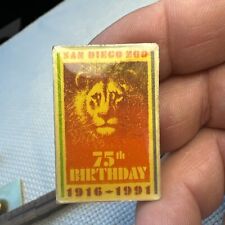 SAN DIEGO ZOO
75th
BIRTHDAY
1916-1991